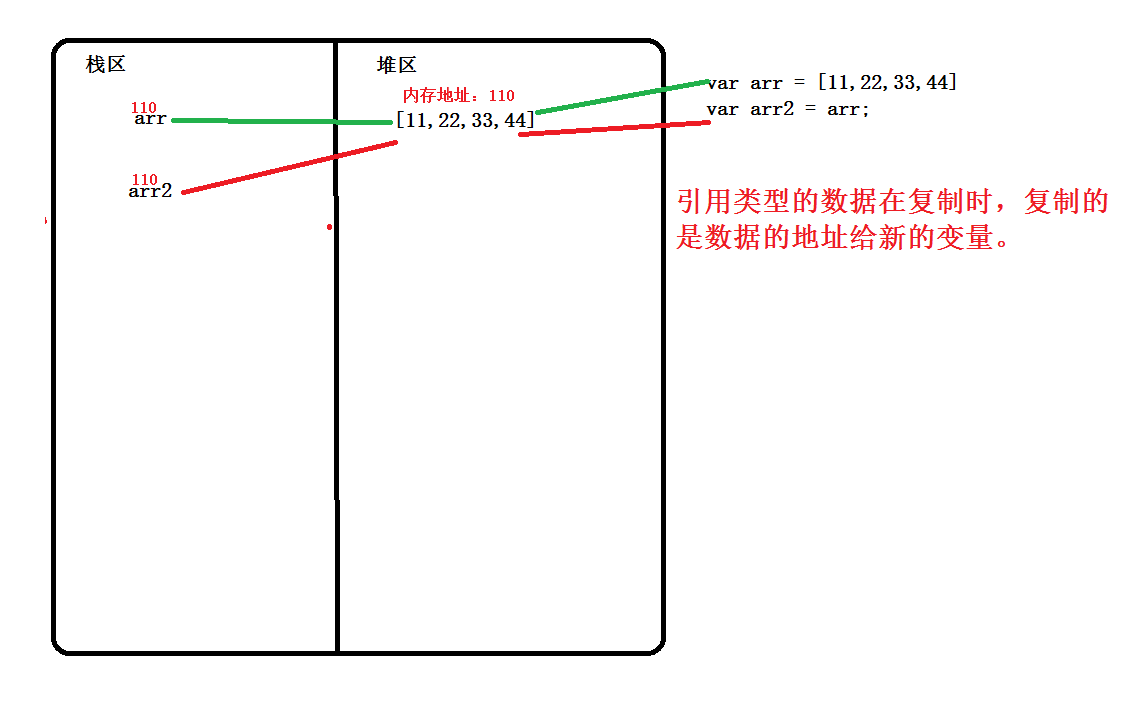 栈区
堆区
内存地址：110
110
arr
[11,22,33,44]
110
arr2
var arr = [11,22,33,44]
var arr2 = arr;
引用类型的数据在复制时，复制的
是数据的地址给新的变量。